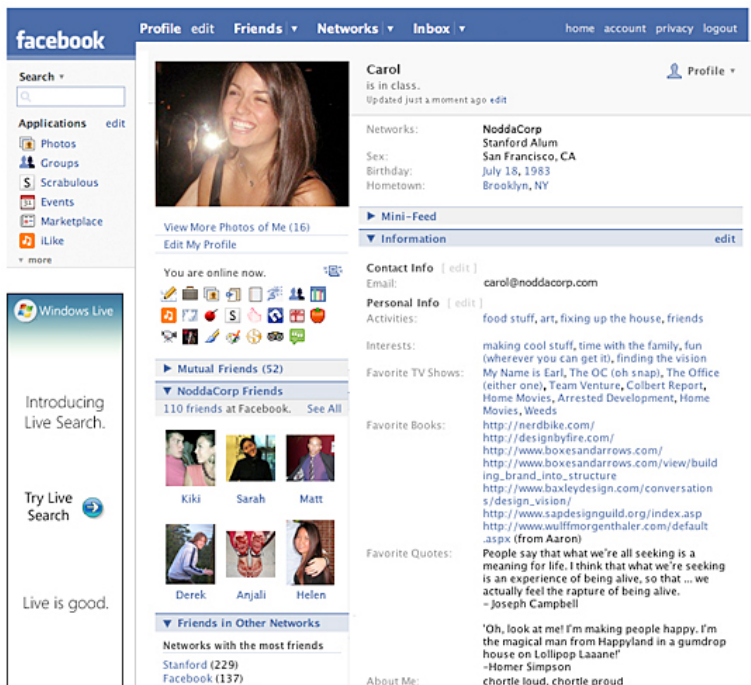 facebook
Profile edit Friends Networks Inbox
home account privacy logout
Search
Applications edit
Photos
Groups
S Scrabulous
31 Events
Marketplace
iLike
more
Windows Live
Introducing
Live Search.
Try Live
Search
Live is good.
View More Photos of Me (16)
Edit My Profile
You are online now.
S
Mutual Friends (52)
NoddaCorp Friends
110 friends at Facebook. See All
Kiki Sarah Matt
Derek Anjali Helen
Friends in Other Networks
Networks with the most friends
Stanford (229)
Facebook (137)
Carol
is in class.
Updated just a moment ago edit
Profile
Networks: NoddaCorp
Stanford Alum
Sex: San Francisco, CA
Birthday: July 18, 1983
Hometown: Brooklyn, NY
Mini-Feed
Information edit
Contact Info [ edit ]
Email: carol@noddacorp.com
Personal Info [ edit ]
Activities: food stuff, art, fixing up the house, friends
Interests: making cool stuff, time with the family, fun
(wherever you can get it), finding the vision
Favorite TV Shows: My Name is Earl, The OC (oh snap), The Office
(either one), Team Venture, Colbert Report,
Home Movies, Arrested Development, Home
Movies, Weeds
Favorite Books: http://nerdbike.com/
http://designbyfire.com/
http://www.boxesandarrows.com/
http://www.boxesandarrows.com/view/build
ing_brand_into_structure
http://www.baxleydesign.com/conversation
s/design_vision/
http://www.sapdesignguild.org/index.asp
http://www.wulffmorgenthaler.com/default
.aspx (from Aaron)
Favorite Quotes: People say that what we're all seeking is a
meaning for life. I think that what we're seeking
is an experience of being alive, so that ... we
actually feel the rapture of being alive.
- Joseph Campbell
'Oh, look at me! I'm making people happy. I'm
the magical man from Happyland in a gumdrop
house on Lollipop Laaane!'
-Homer Simpson
About Me: chortle loud, chortle proud